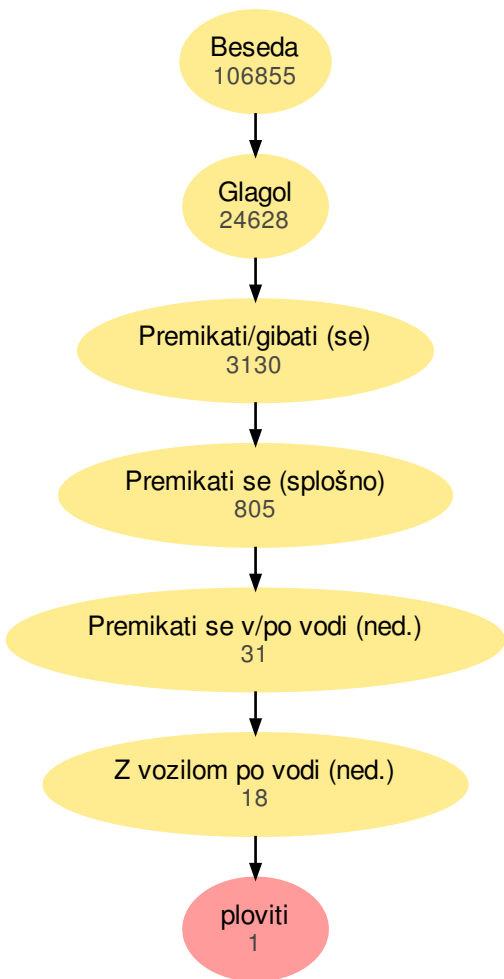 Beseda
106855
Glagol
24628
Premikati/gibati (se)
3130
Premikati se (splošno)
805
Premikati se v/po vodi (ned.)
31
Z vozilom po vodi (ned.)
18
ploviti
1